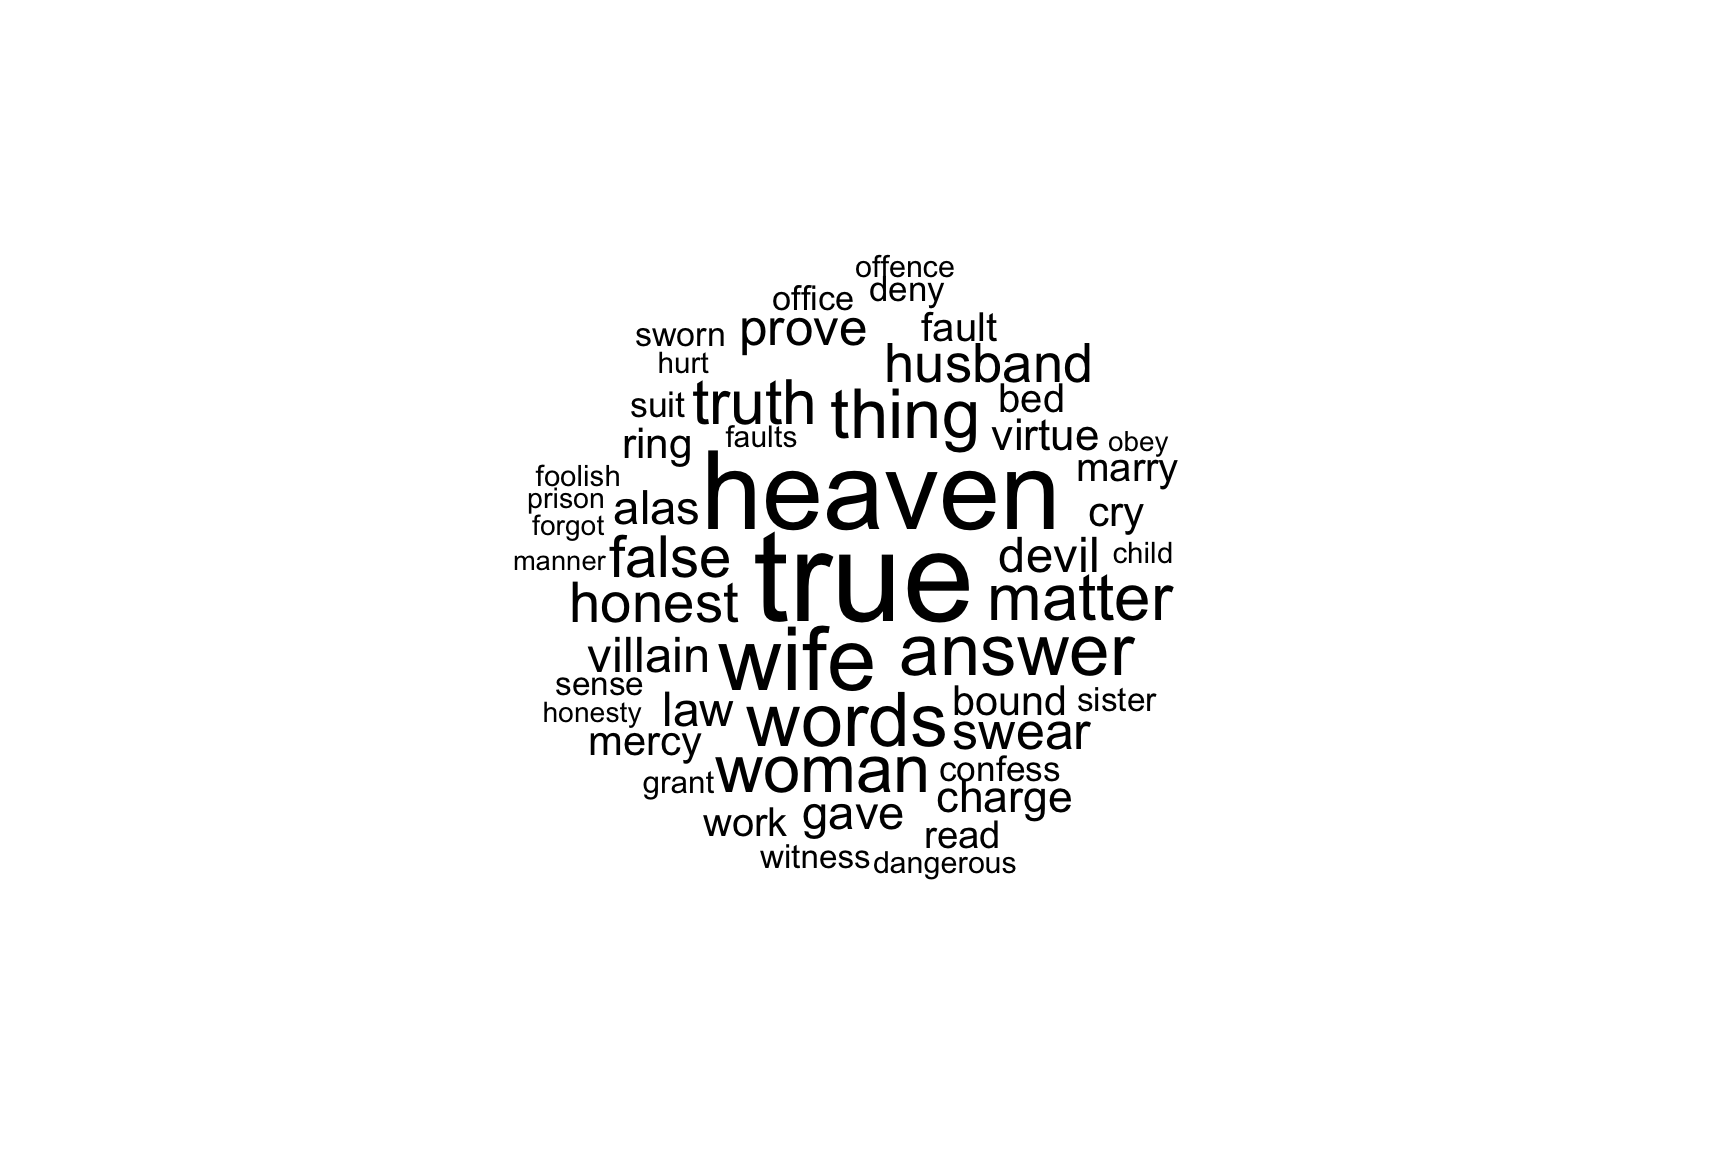 offence
office deny
sworn prove fault
hurt husband
suit truth thing bed
ring faults virtue obey
foolish heaven marry
prison alas cry
forgot
manner false true devil child
honest matter
villain wife answer
sense
honesty law words bound sister
mercy swear
grant woman confess
charge
work gave read
witness dangerous